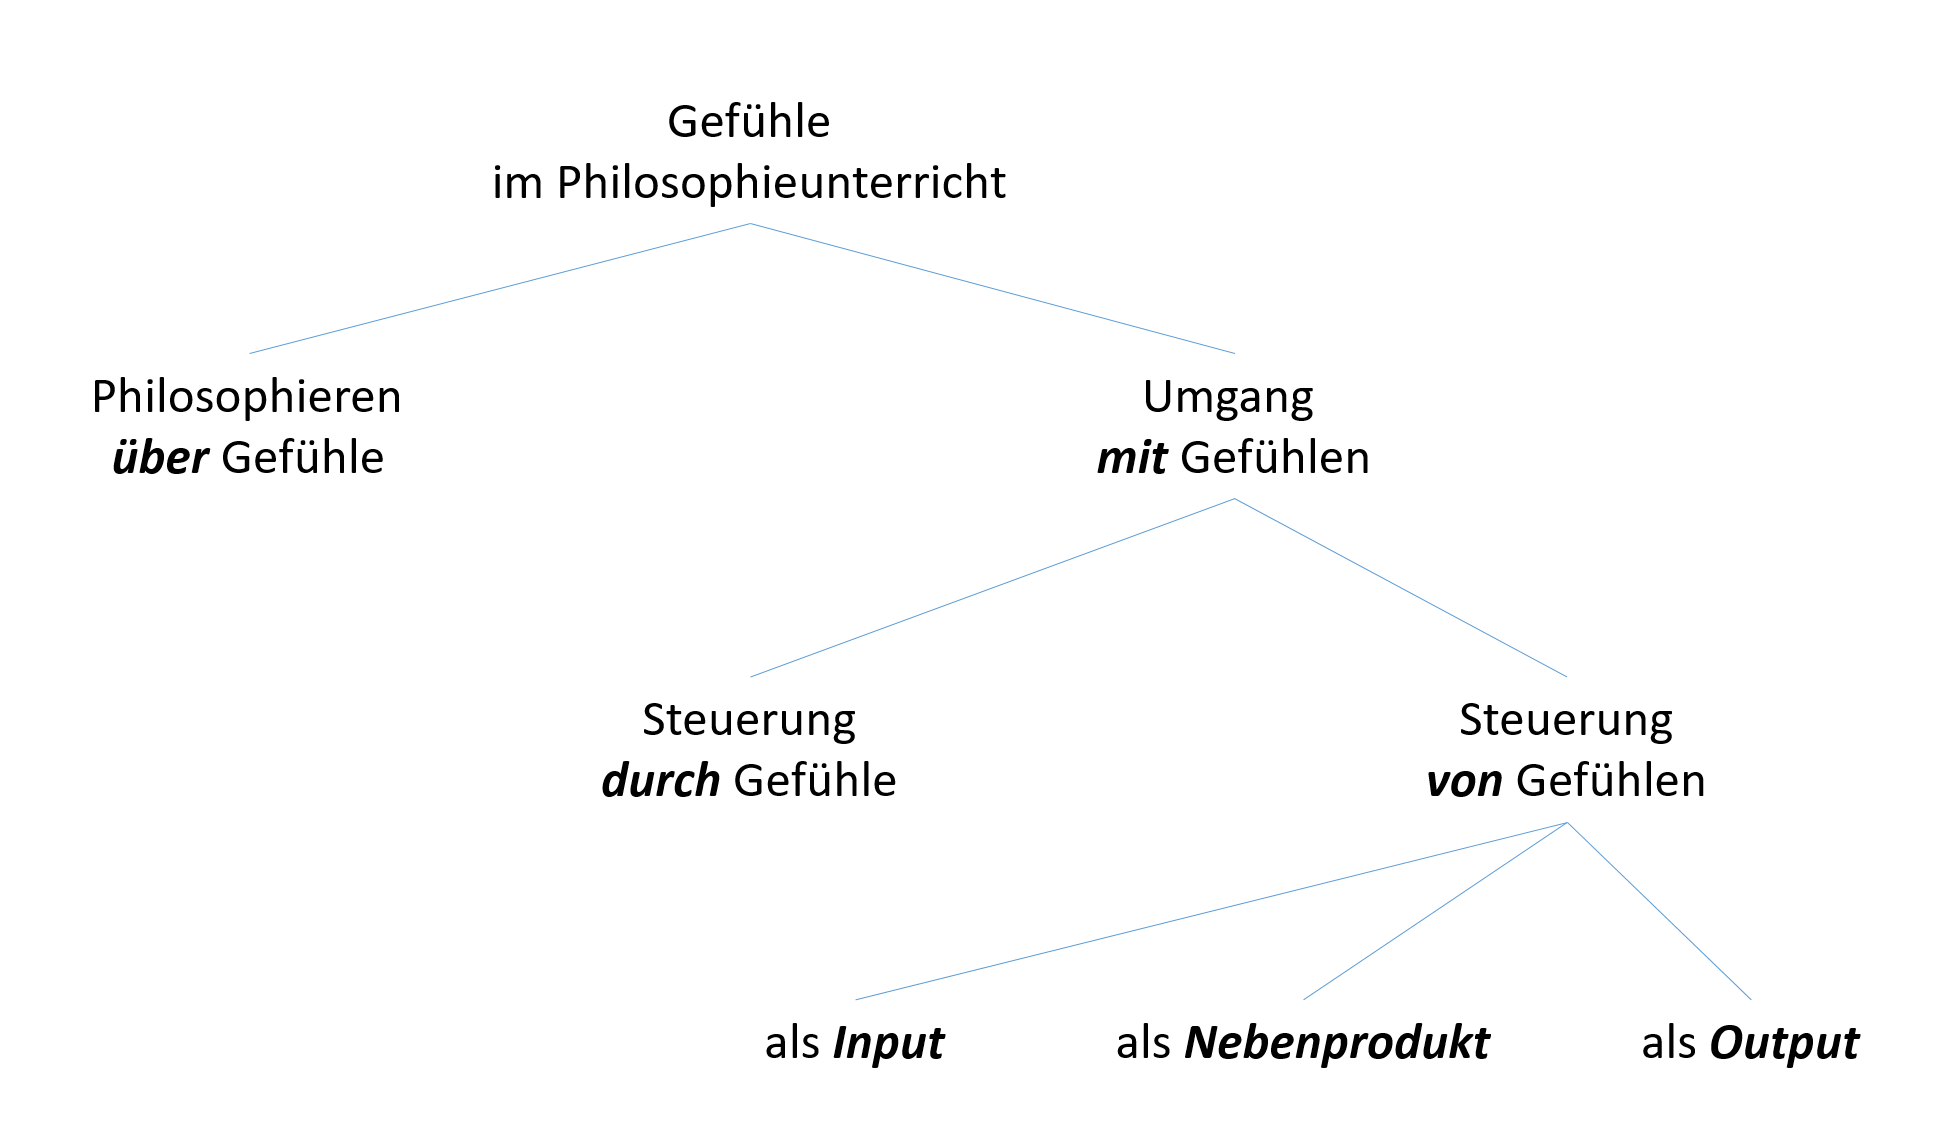 Gefühle
im Philosophieunterricht
Philosophieren
über Gefühle
Umgang
mit Gefühlen
Steuerung
durch Gefühle
Steuerung
von Gefühlen
als Input
als Nebenprodukt
als Output